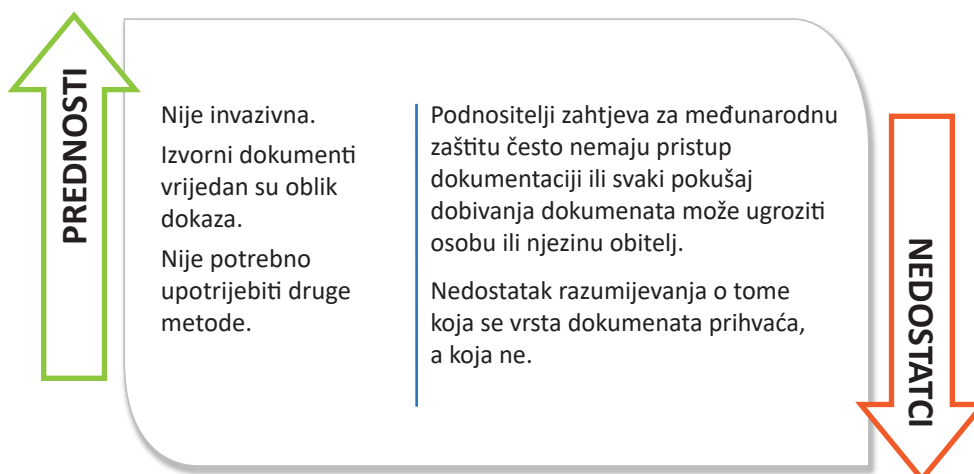 PREDNOSTI
Nije invazivna.
Izvorni dokumenti
vrijedan su oblik
dokaza.
Nije potrebno
upotrijebiti druge
metode.
Podnositelji zahtjeva za međunarodnu
zaštitu često nemaju pristup
dokumentaciji ili svaki pokušaj
dobivanja dokumenata može ugroziti
osobu ili njezinu obitelj.
Nedostatak razumijevanja o tome
koja se vrsta dokumenata prihvaća,
a koja ne.
NEDOSTATCI